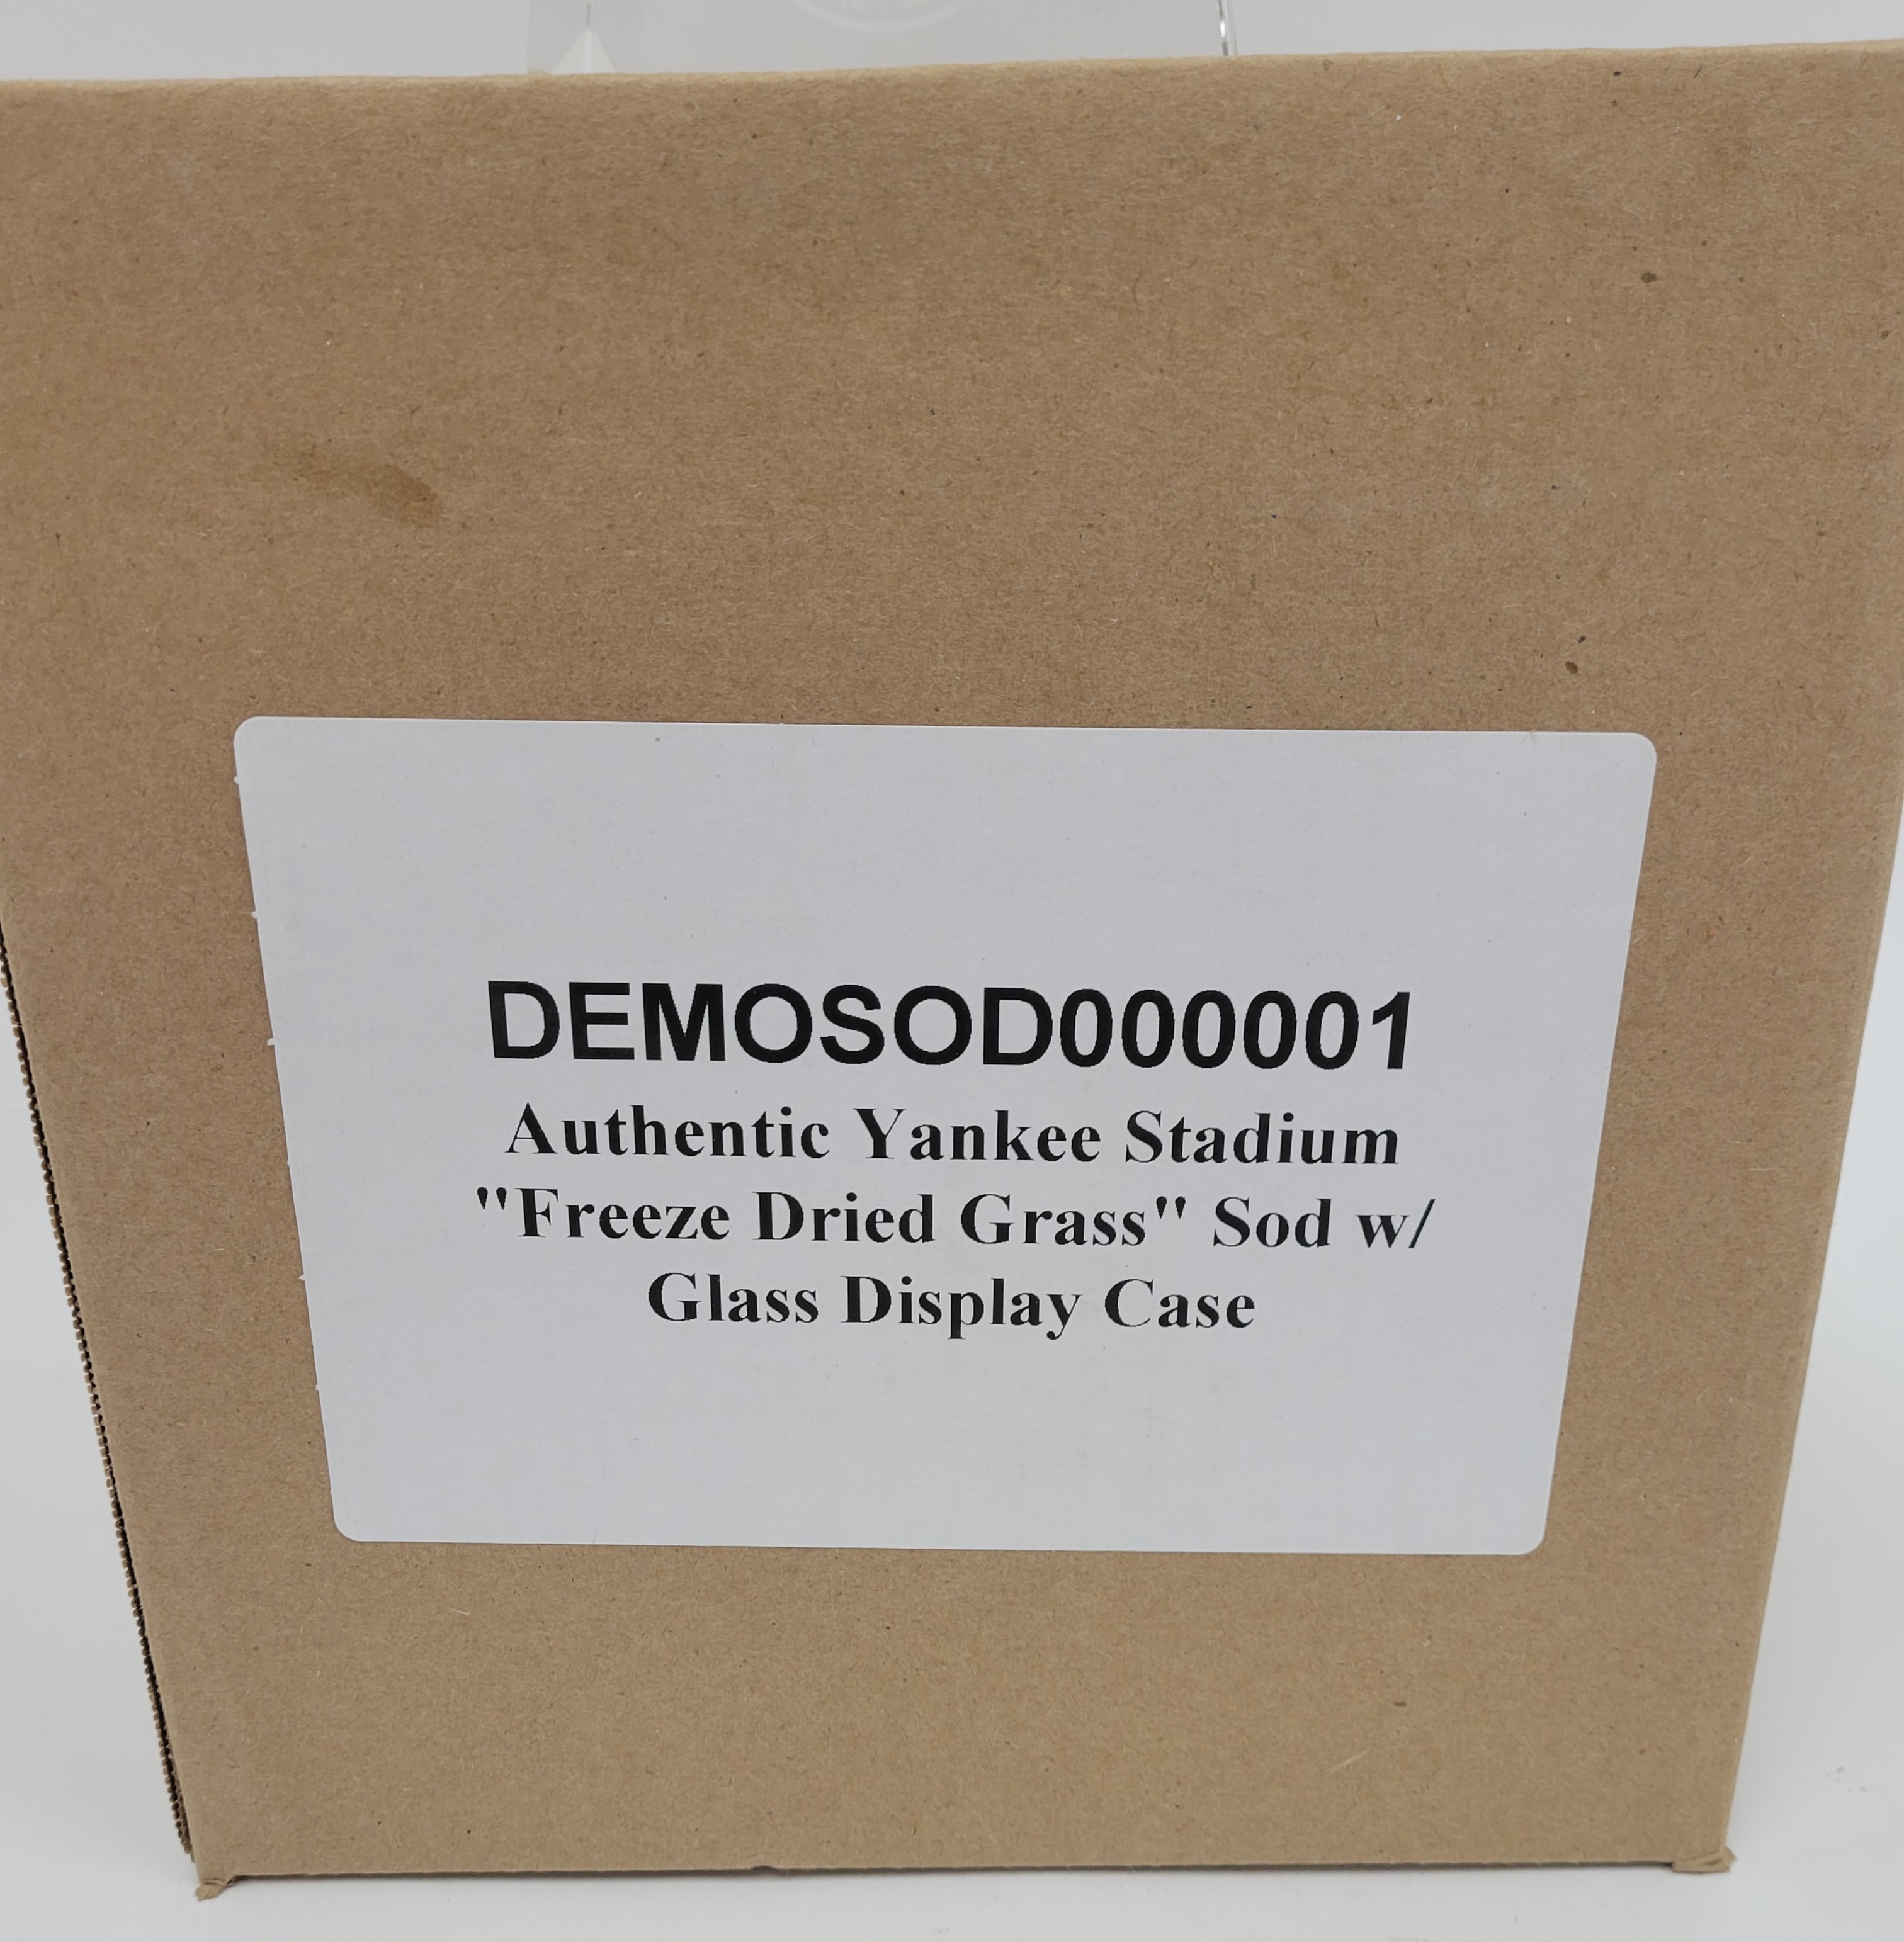 DEMOSOD000001
Authentic Yankee Stadium
"Freeze Dried Grass" Sod w/
Glass Display Case